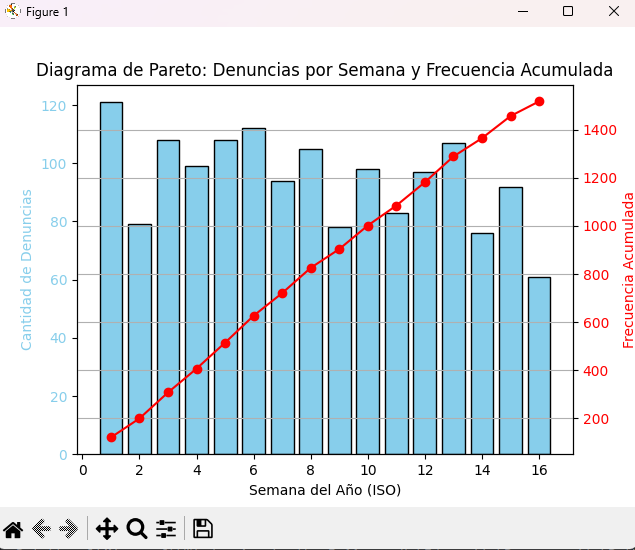 Figure 1
Diagrama de Pareto: Denuncias por Semana y Frecuencia Acumulada
Cantidad de Denuncias
120
100
80
60
40
20
0
1400
1200
1000
800
600
400
200
Frecuencia Acumulada
0 2 4 6 8 10 12 14 16
Semana del Año (ISO)